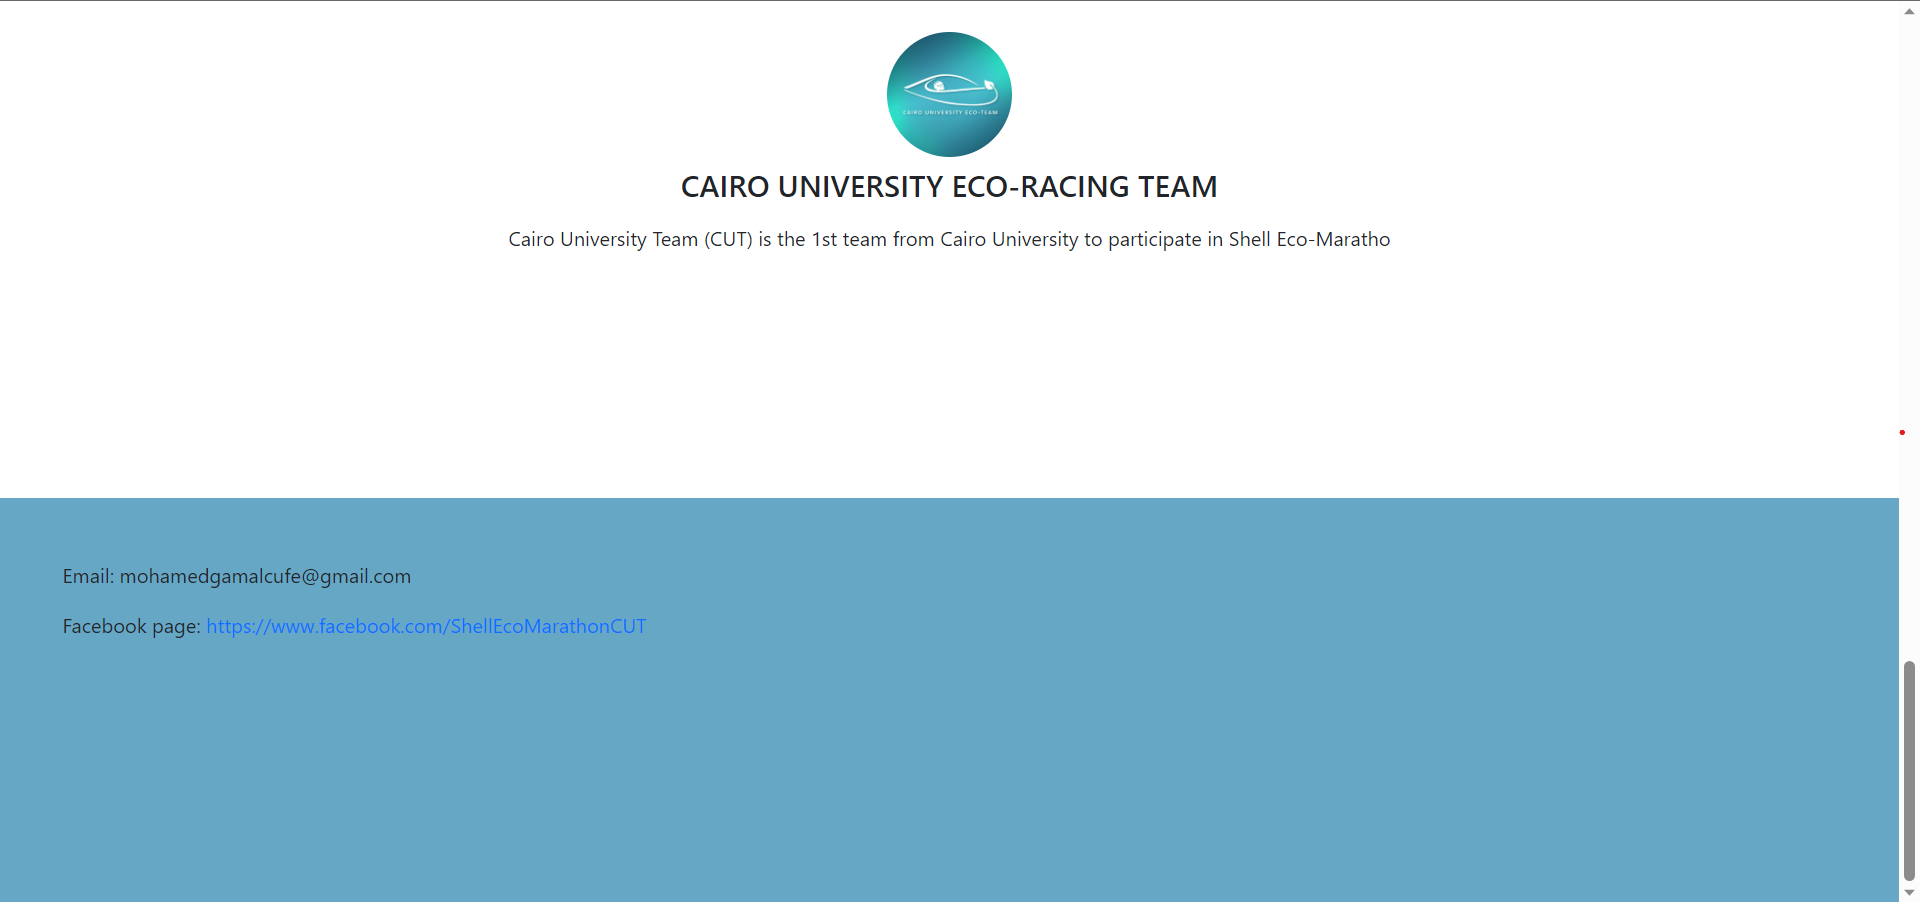 CAIRO UNIVERSITY ECO-TEAM
CAIRO UNIVERSITY ECO-RACING TEAM
Cairo University Team (CUT) is the 1st team from Cairo University to participate in Shell Eco-Maratho
Email: mohamedgamalcufe@gmail.com
Facebook page: https://www.facebook.com/ShellEcoMarathonCUT